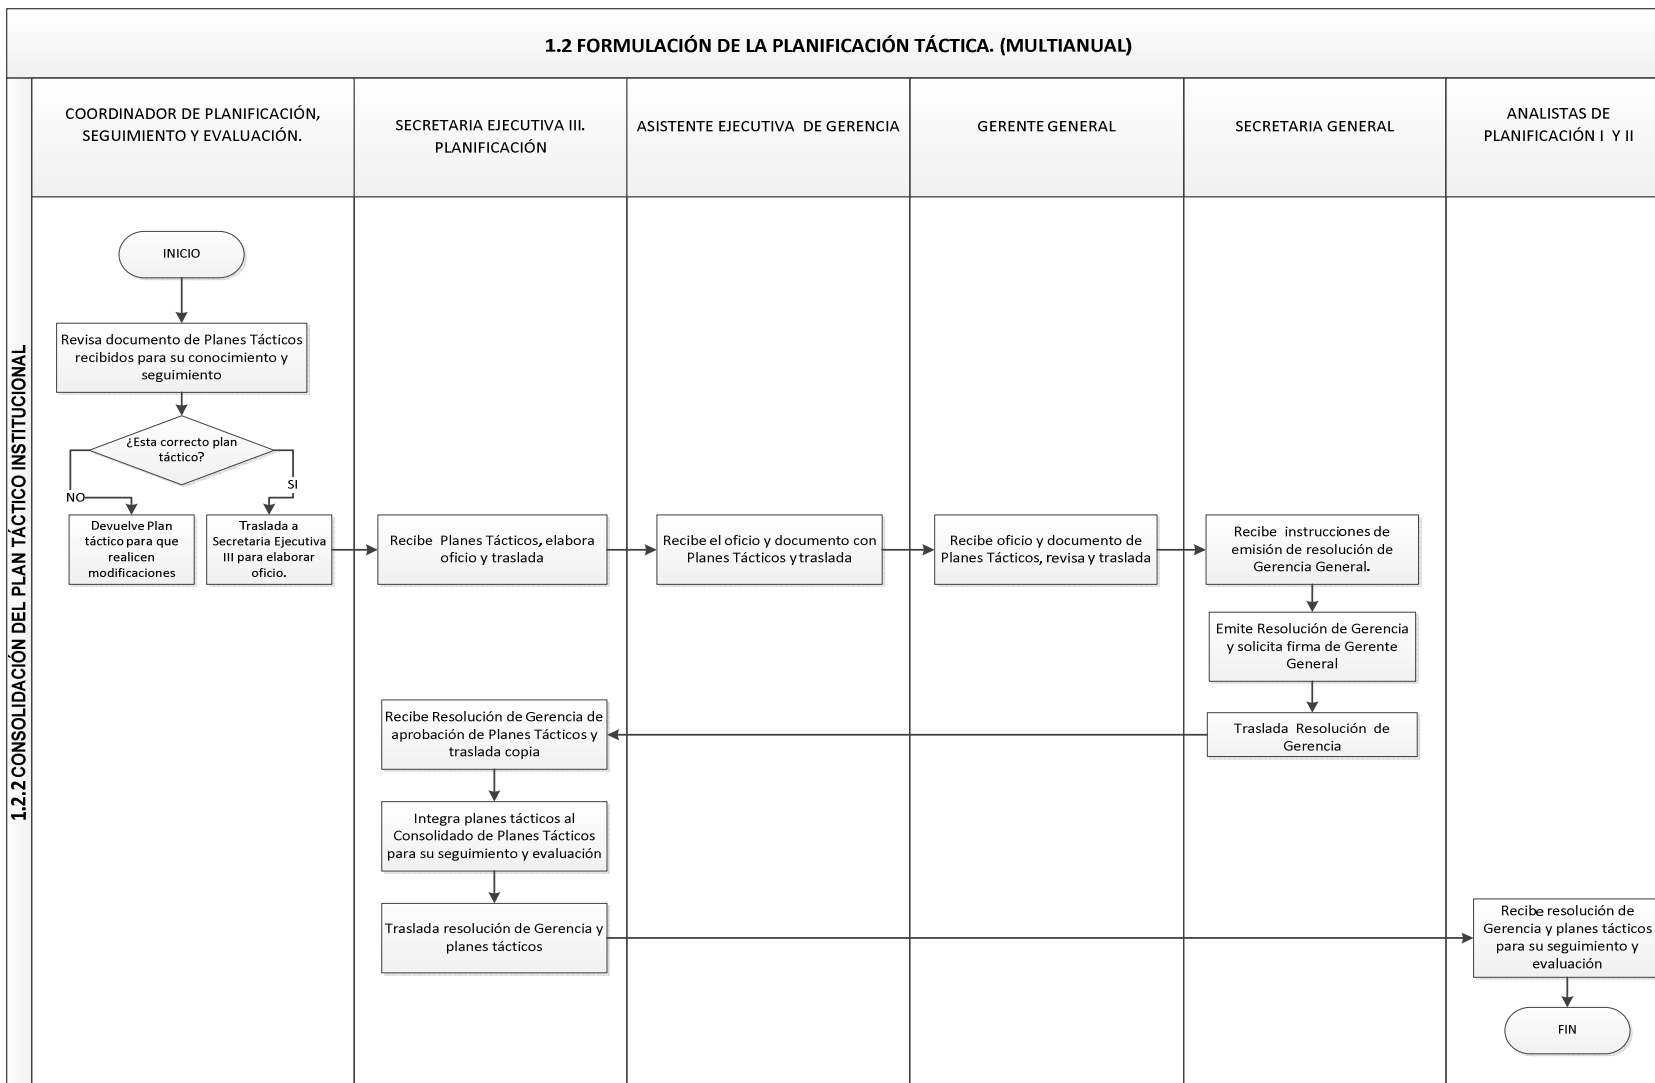 1.2 FORMULACIÓN DE LA PLANIFICACIÓN TÁCTICA. (MULTIANUAL)
1.2.2 CONSOLIDACIÓN DEL PLAN TÁCTICO INSTITUCIONAL
COORDINADOR DE PLANIFICACIÓN,
SEGUIMIENTO Y EVALUACIÓN.
SECRETARIA EJECUTIVA III.
PLANIFICACIÓN
ASISTENTE EJECUTIVA DE GERENCIA
GERENTE GENERAL
SECRETARIA GENERAL
ANALISTAS DE
PLANIFICACIÓN I Y II
INICIO
Revisa documento de Planes Tácticos
recibidos para su conocimiento y
seguimiento
¿Esta correcto plan
táctico?
NO
SI
Devuelve Plan
táctico para que
realicen
modificaciones
Traslada a
Secretaria Ejecutiva
III para elaborar
oficio.
Recibe Planes Tácticos, elabora
oficio y traslada
Recibe el oficio y documento con
Planes Tácticos y traslada
Recibe oficio y documento de
Planes Tácticos, revisa y traslada
Recibe instrucciones de
emisión de resolución de
Gerencia General.
Emite Resolución de Gerencia
y solicita firma de Gerente
General
Traslada Resolución de
Gerencia
Recibe Resolución de Gerencia de
aprobación de Planes Tácticos y
traslada copia
Integra planes tácticos al
Consolidado de Planes Tácticos
para su seguimiento y evaluación
Traslada resolución de Gerencia y
planes tácticos
Recibe resolución de
Gerencia y planes tácticos
para su seguimiento y
evaluación
FIN